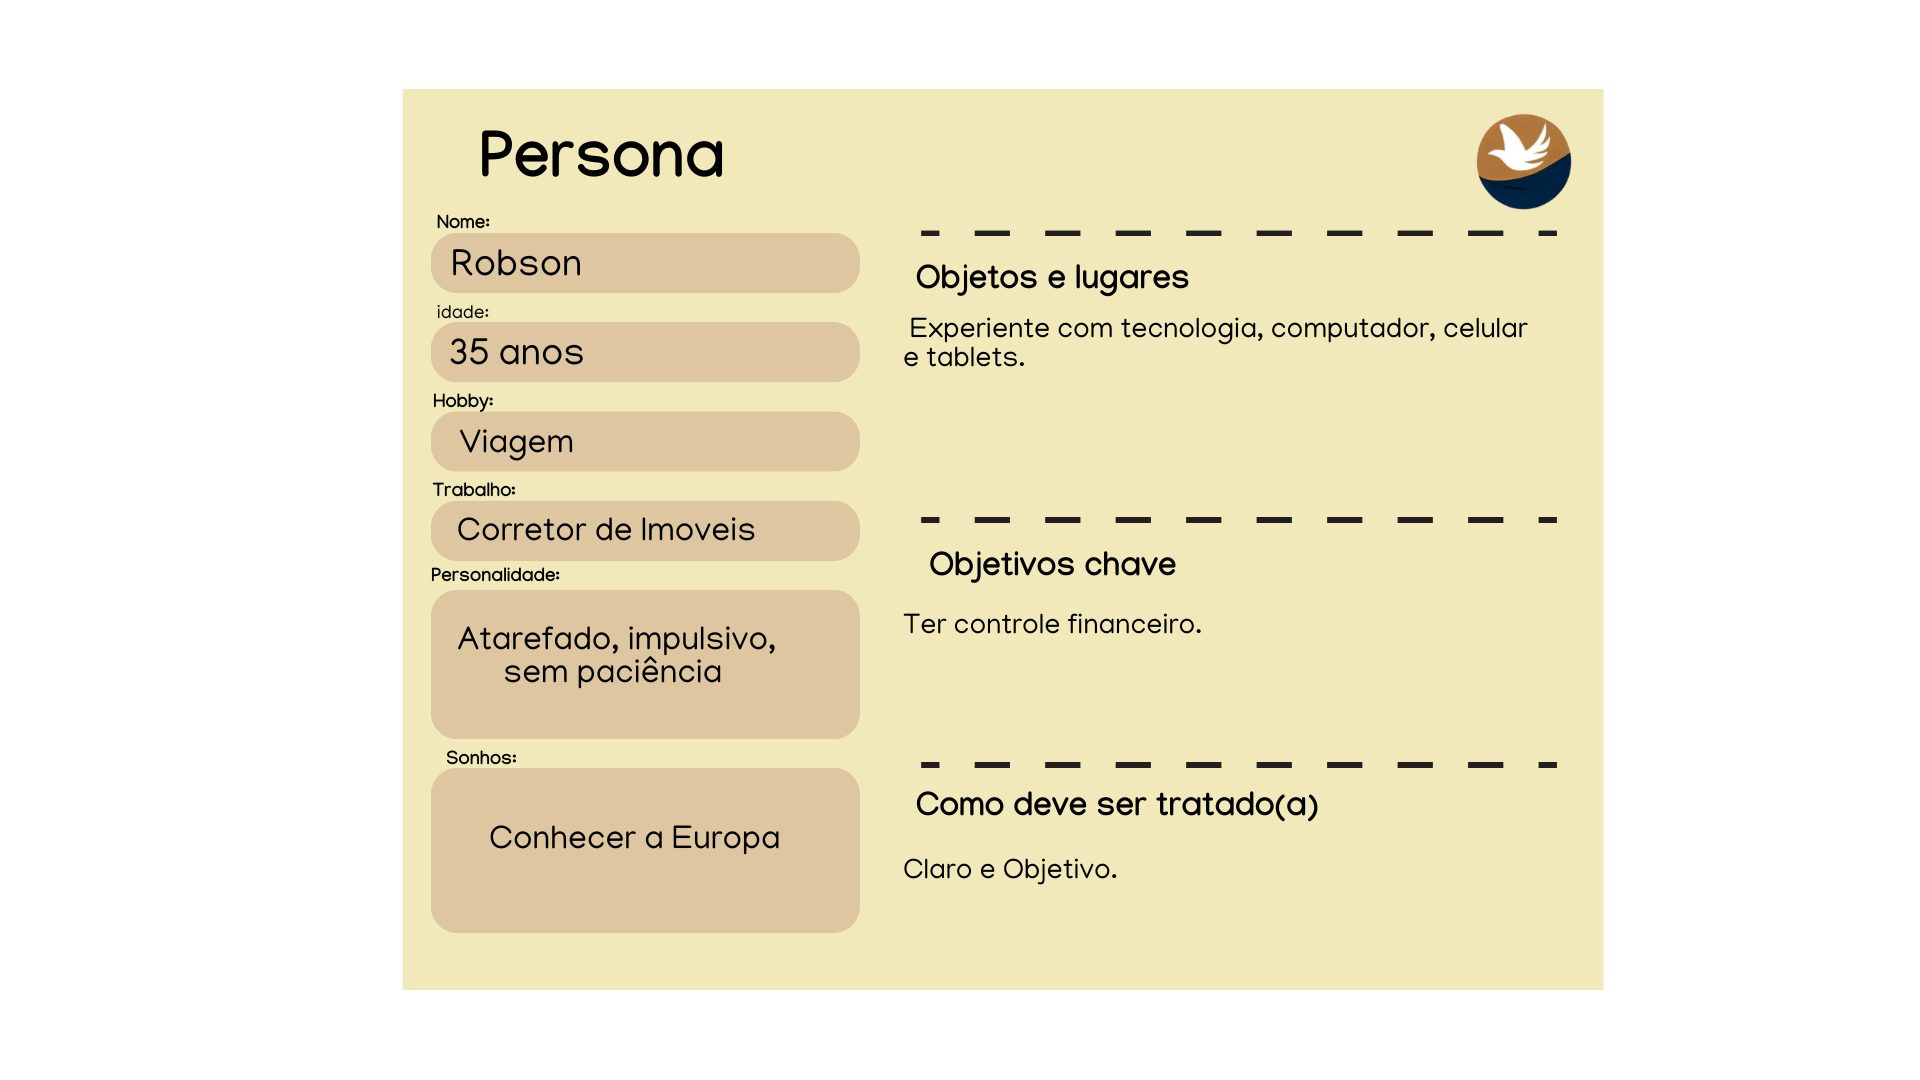 Persona
Nome:
Robson
idade:
35 anos
Hobby:
Viagem
Trabalho:
Corretor de Imoveis
Personalidade:
Atarefado, impulsivo,
sem paciência
Sonhos:
Conhecer a Europa
Objetos e lugares
Experiente com tecnologia, computador, celular
e tablets.
Objetivos chave
Ter controle financeiro.
Como deve ser tratado(a)
Claro e Objetivo.